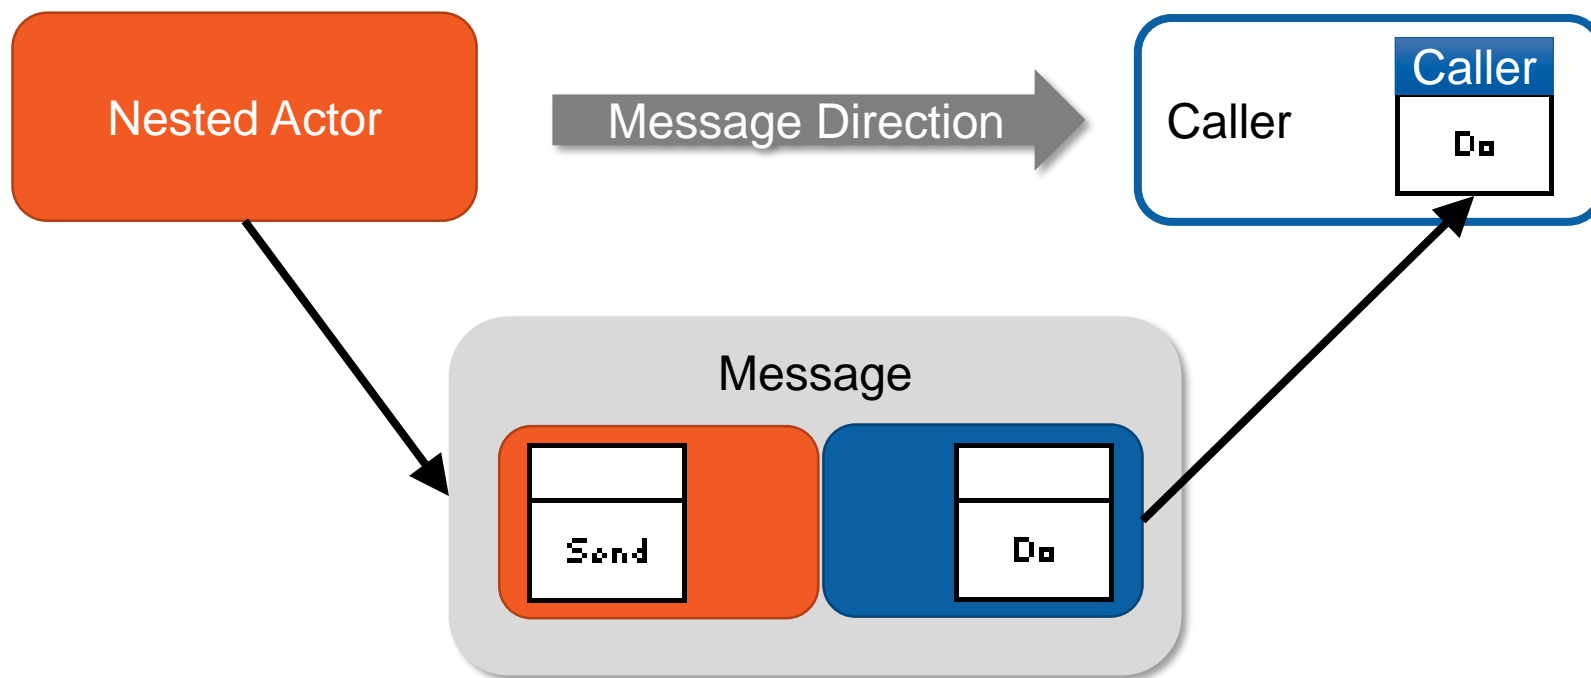 Nested Actor
Message Direction
Caller
Caller
Do
Message
Send
Do